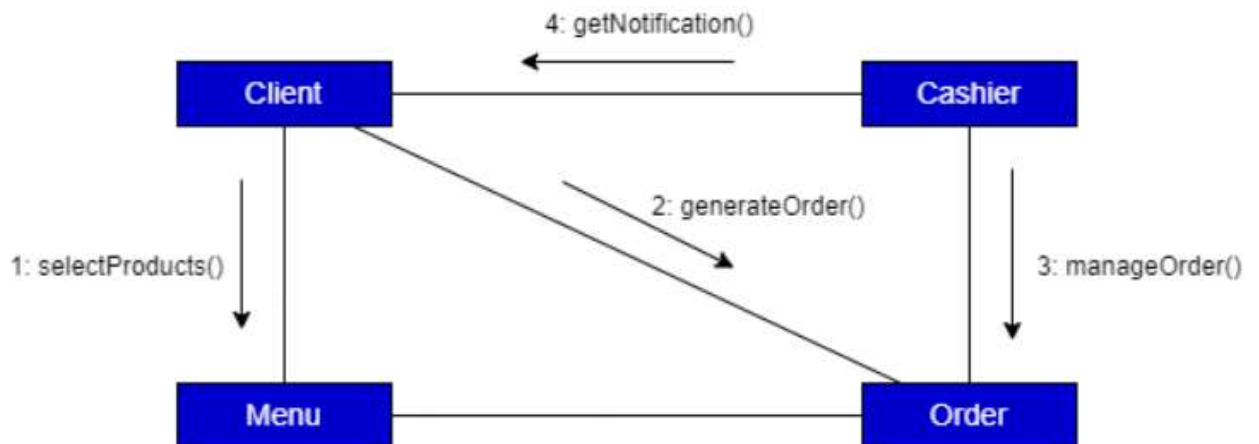 4: getNotification()
Client
Cashier
2: generateOrder()
1: selectProducts()
3: manageOrder()
Menu
Order